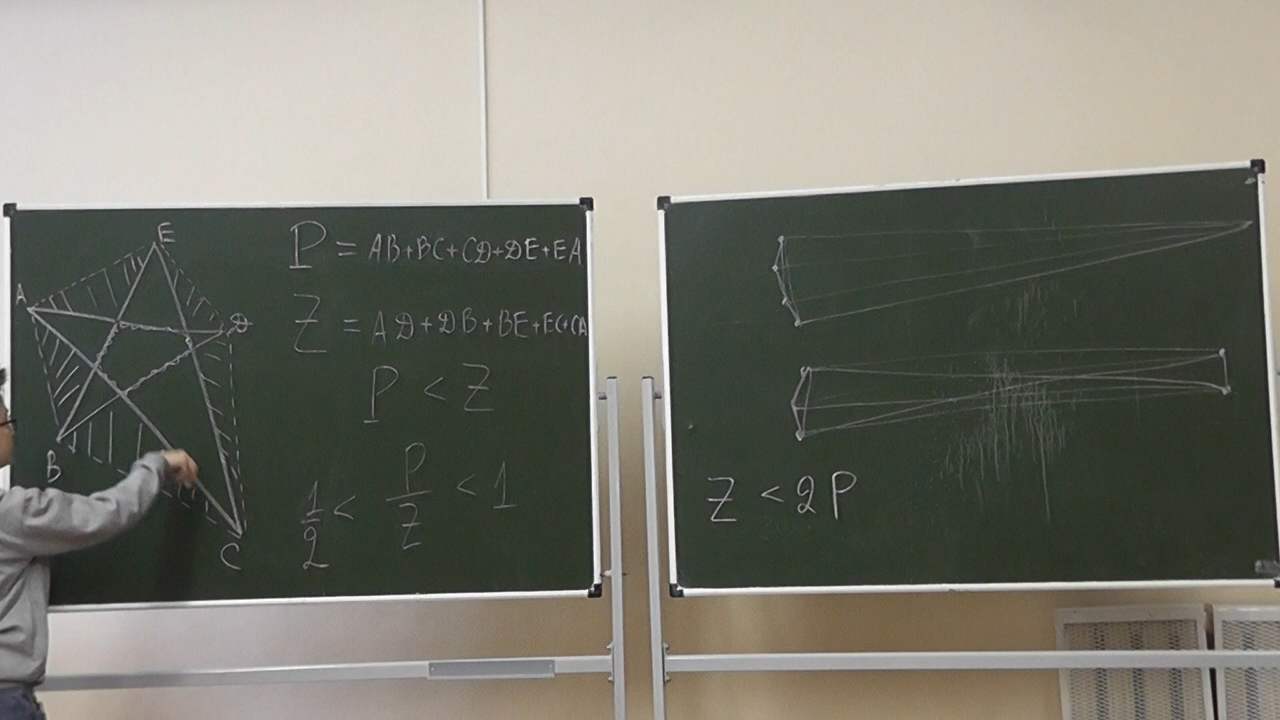 E
A
D
B
C
P = AB+BC+CD+DE+EA
Z = AD+DB+BE+EC+CA
P < Z
1/2 < P/Z < 1
Z < 2P